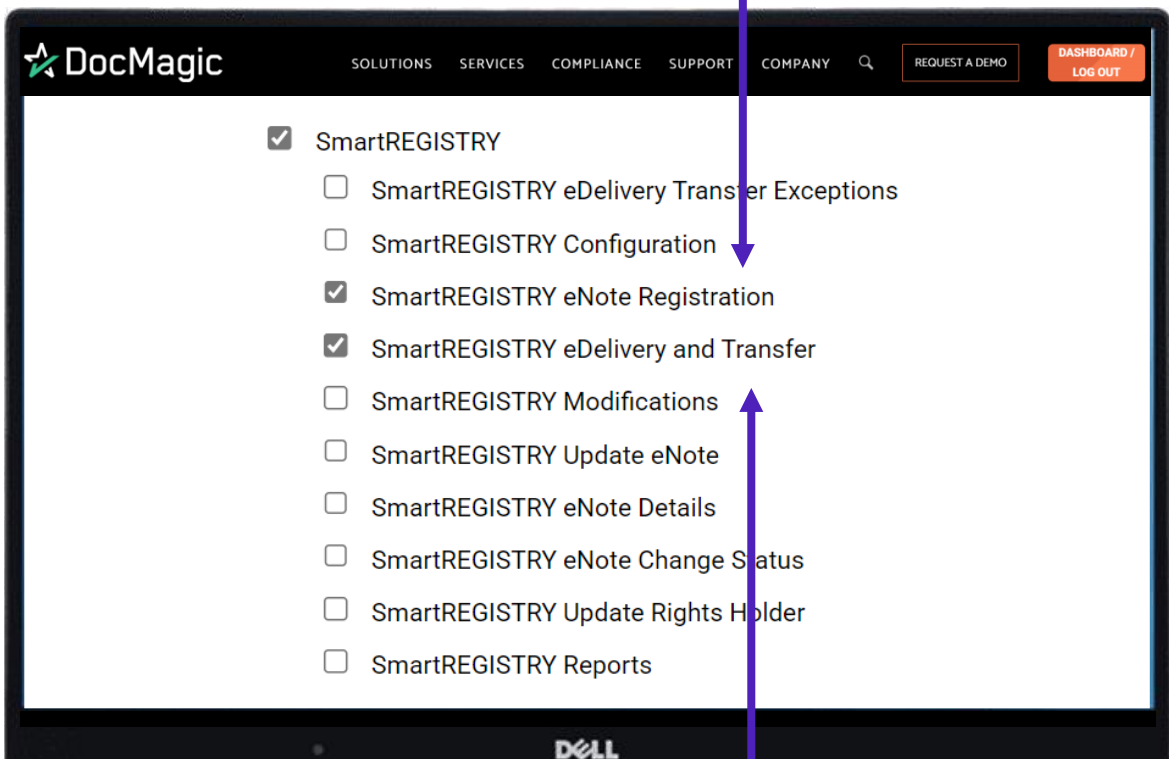 DocMagic
SOLUTIONS SERVICES COMPLIANCE SUPPORT COMPANY REQUEST A DEMO DASHBOARD /
LOG OUT
SmartREGISTRY
SmartREGISTRY eDelivery Transfer Exceptions
SmartREGISTRY Configuration
SmartREGISTRY eNote Registration
SmartREGISTRY eDelivery and Transfer
SmartREGISTRY Modifications
SmartREGISTRY Update eNote
SmartREGISTRY eNote Details
SmartREGISTRY eNote Change Status
SmartREGISTRY Update Rights Holder
SmartREGISTRY Reports
DELL